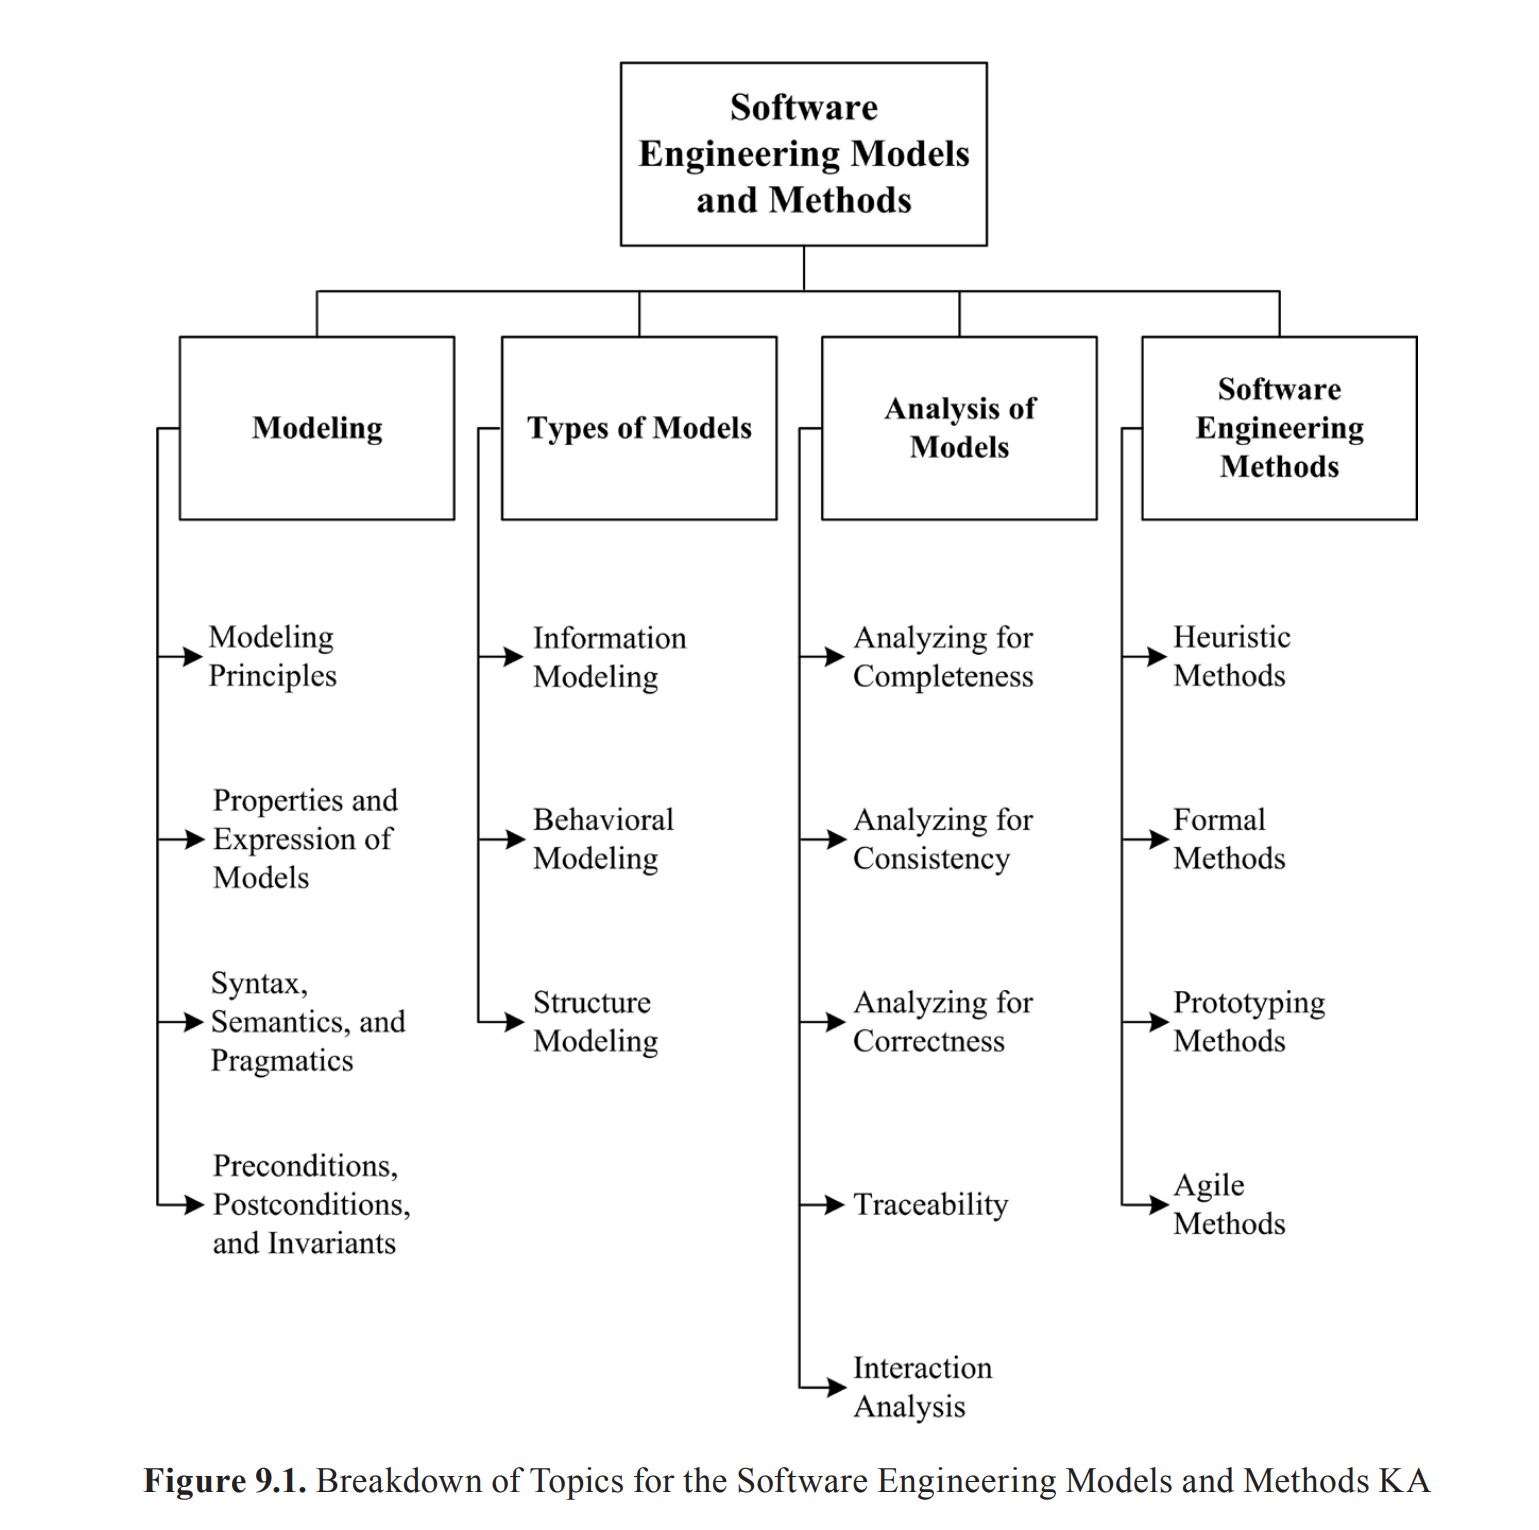 Software
Engineering Models
and Methods
Modeling
Modeling
Principles
Properties and
Expression of
Models
Syntax,
Semantics, and
Pragmatics
Preconditions,
Postconditions,
and Invariants
Types of Models
Information
Modeling
Behavioral
Modeling
Structure
Modeling
Analysis of
Models
Analyzing for
Completeness
Analyzing for
Consistency
Analyzing for
Correctness
Traceability
Interaction
Analysis
Software
Engineering
Methods
Heuristic
Methods
Formal
Methods
Prototyping
Methods
Agile
Methods
Figure 9.1. Breakdown of Topics for the Software Engineering Models and Methods KA